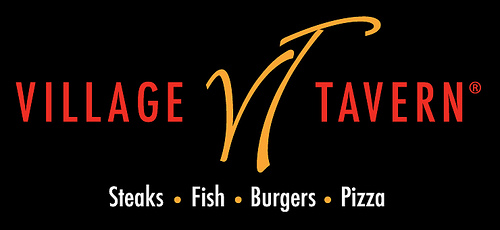 VILLAGE VT TAVERN®
Steaks • Fish • Burgers • Pizza